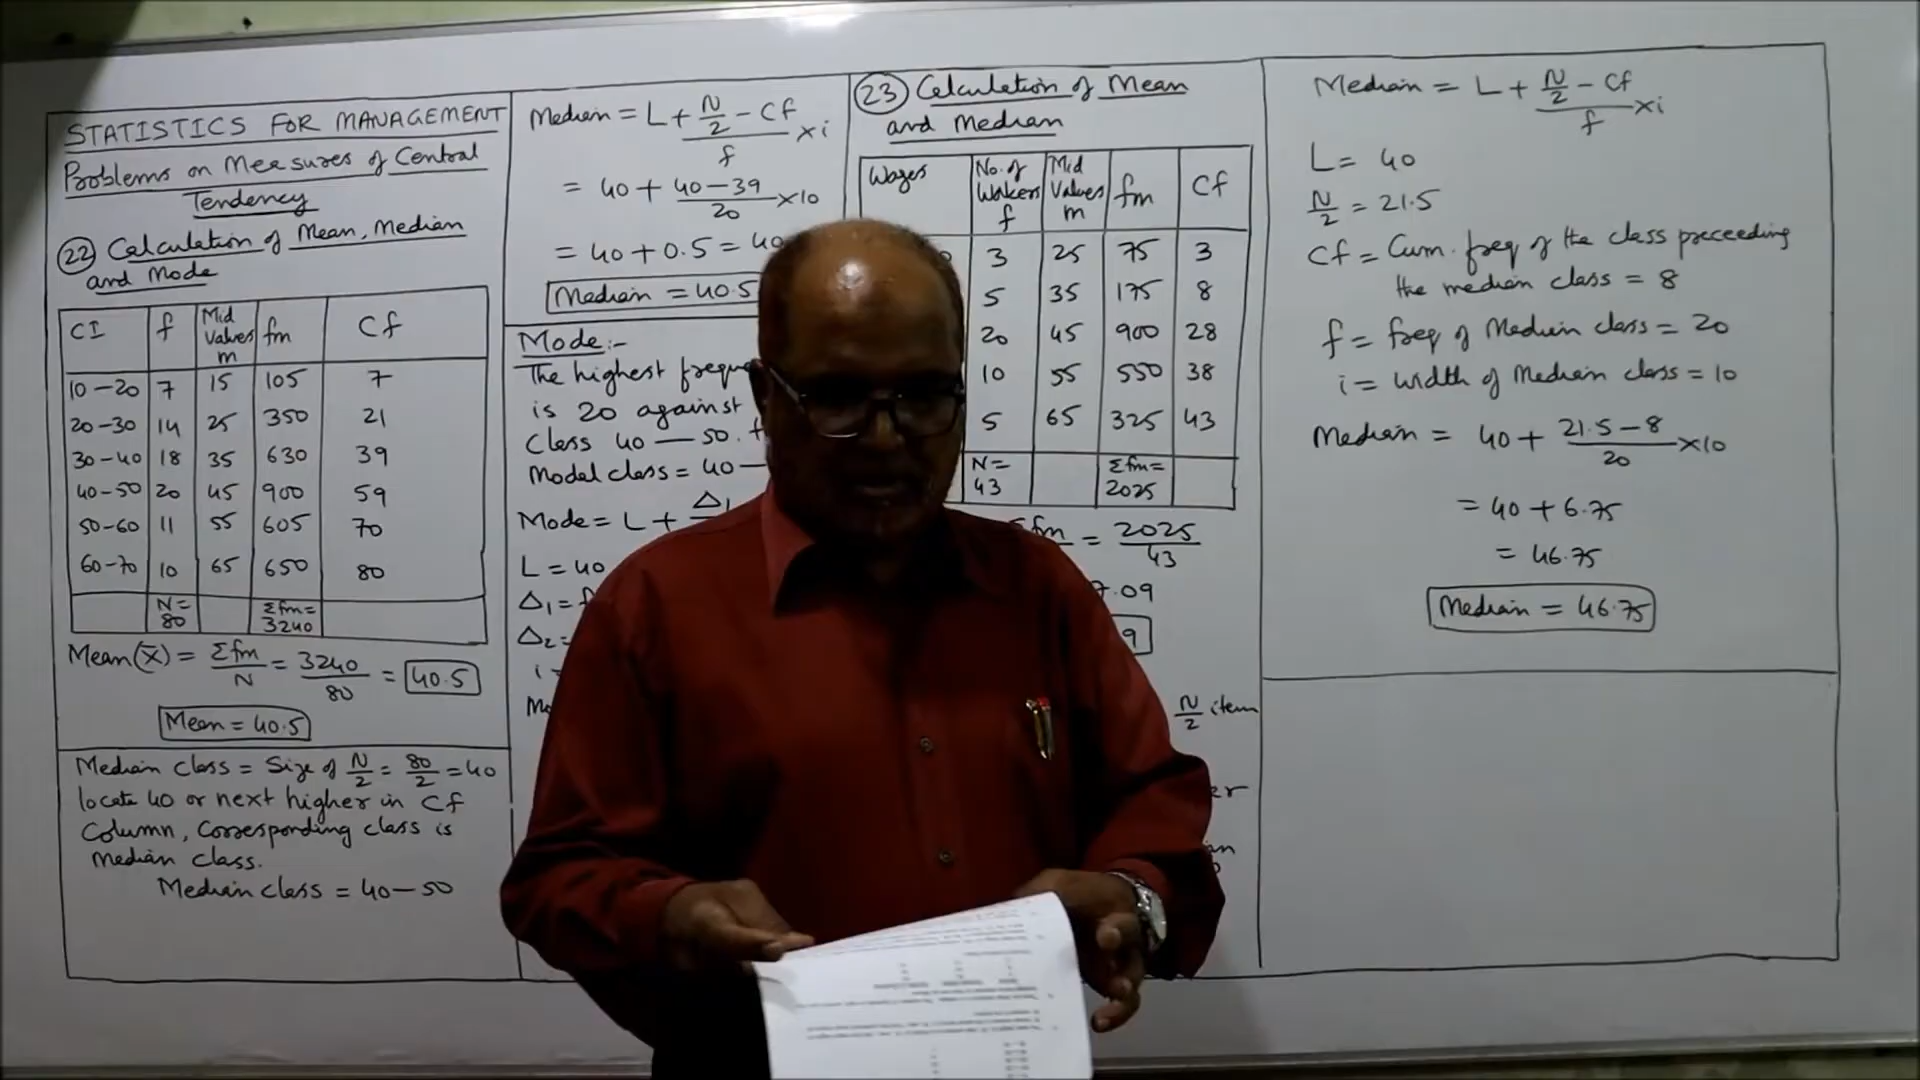 STATISTICS FOR MANAGEMENT
Problems on Measures of Central
Tendency
22 Calculation of Mean, Median
and Mode
CI f Mid Values m fm Cf
10-20 7 15 105 7
20-30 14 25 350 21
30-40 18 35 630 39
40-50 20 45 900 59
50-60 11 55 605 70
60-70 10 65 650 80
N = 80 Σfm = 3240
Mean (x̄) = Σfm/N = 3240/80 = 40.5
Mean = 40.5
Median class = Size of N/2 = 80/2 = 40
locate 40 or next higher in Cf
Column, Corresponding class is
median class.
Median class = 40-50
Median = L + (N/2 - Cf)/f × i
= 40 + (40-39)/20 × 10
= 40 + 0.5 =
Median = 40.5
Mode:-
The highest
is 20 against
Class 40 — 50.
Modal class = 40 —
Mode = L + Δ1
L = 40
Δ1 =
Δ2 =
i
23 Calculation of Mean
and Median
Wages No. of Workers f Mid Values m fm Cf
3 25 75 3
5 35 175 8
20 45 900 28
10 55 550 38
5 65 325 43
N = 43 Σfm = 2025
fm = 2025/43
7.09
9
N/2 item
Median = L + (N/2 - Cf)/f × i
L = 40
N/2 = 21.5
Cf = Cum. freq of the class preceeding
the median class = 8
f = freq of Median class = 20
i = width of Median class = 10
Median = 40 + (21.5-8)/20 × 10
= 40 + 6.75
= 46.75
Median = 46.75